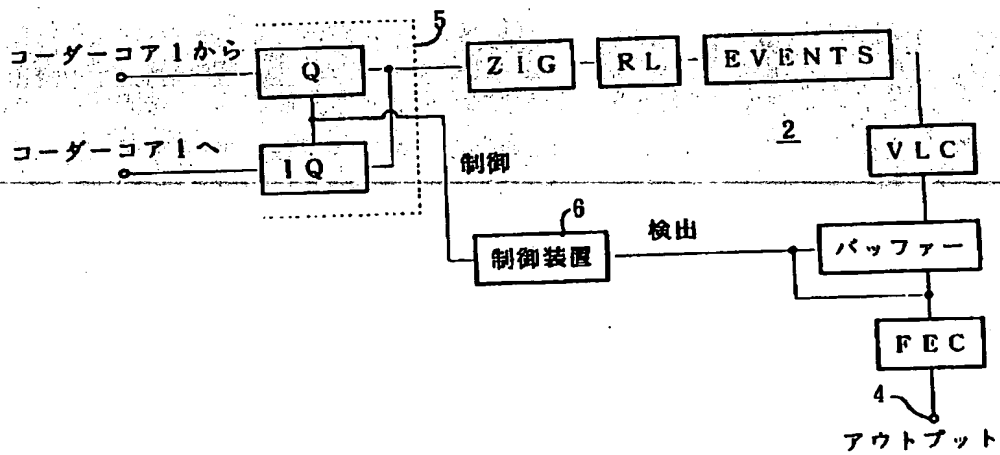 5
コーダーコア1から
Q
ZIG
RL
EVENTS
2
コーダーコア1へ
IQ
VLC
制御
6
検出
制御装置
バッファー
FEC
4
アウトプット